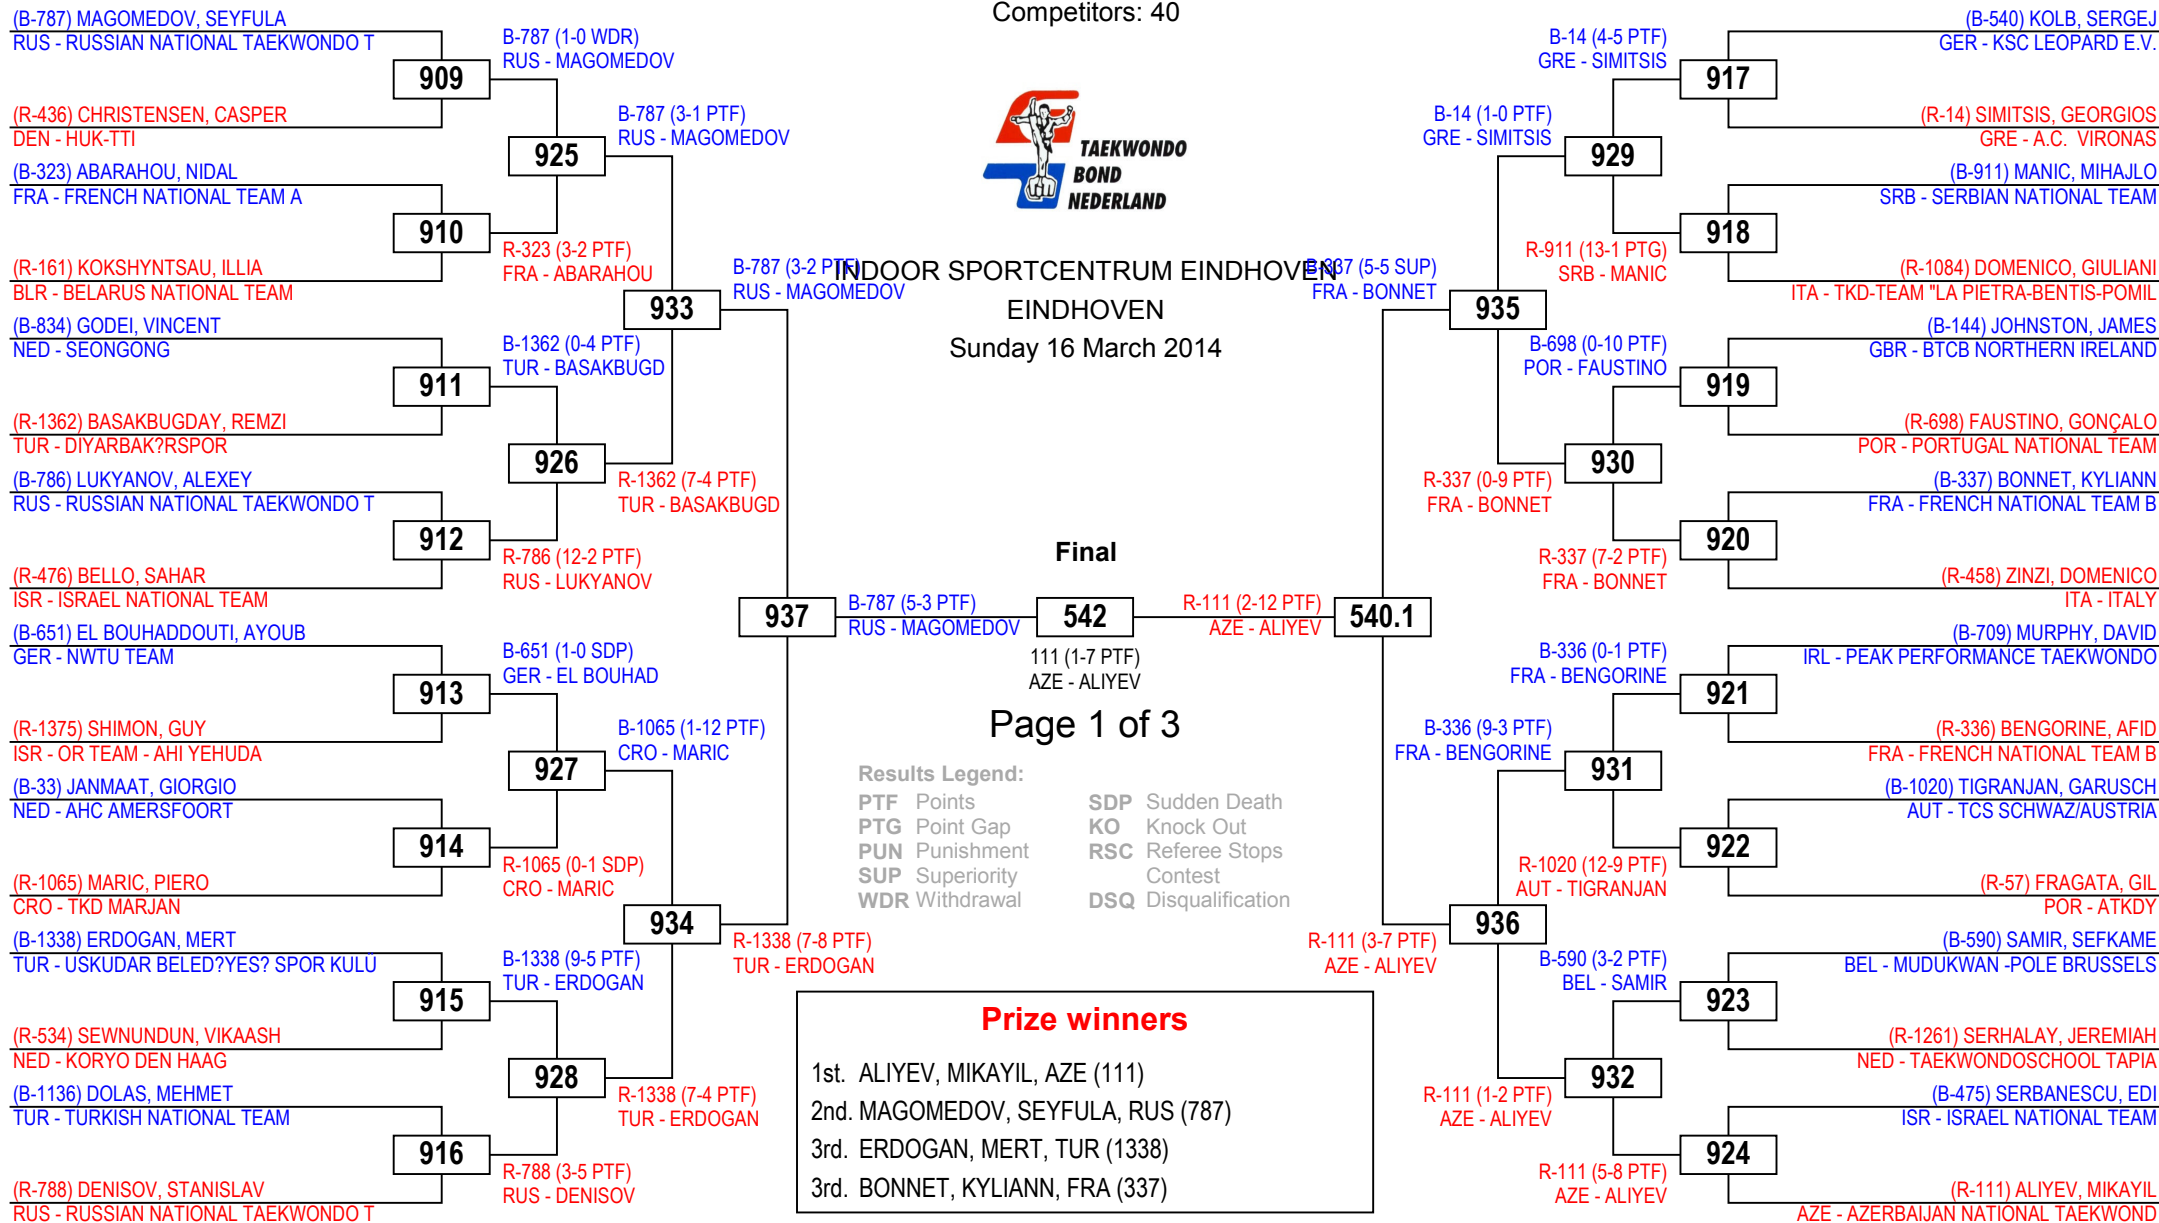 Competitors: 40
(B-787) MAGOMEDOV, SEYFULA
RUS - RUSSIAN NATIONAL TAEKWONDO T
909
(R-436) CHRISTENSEN, CASPER
DEN - HUK-TTI
(B-323) ABARAHOU, NIDAL
FRA - FRENCH NATIONAL TEAM A
910
(R-161) KOKSHYNTSAU, ILLIA
BLR - BELARUS NATIONAL TEAM
(B-834) GODEI, VINCENT
NED - SEONGONG
911
(R-1362) BASAKBUGDAY, REMZI
TUR - DIYARBAK?RSPOR
(B-786) LUKYANOV, ALEXEY
RUS - RUSSIAN NATIONAL TAEKWONDO T
912
(R-476) BELLO, SAHAR
ISR - ISRAEL NATIONAL TEAM
(B-651) EL BOUHADDOUTI, AYOUB
GER - NWTU TEAM
913
(R-1375) SHIMON, GUY
ISR - OR TEAM - AHI YEHUDA
(B-33) JANMAAT, GIORGIO
NED - AHC AMERSFOORT
914
(R-1065) MARIC, PIERO
CRO - TKD MARJAN
(B-1338) ERDOGAN, MERT
TUR - USKUDAR BELED?YES? SPOR KULÜ
915
(R-534) SEWNUNDUN, VIKAASH
NED - KORYO DEN HAAG
(B-1136) DOLAS, MEHMET
TUR - TURKISH NATIONAL TEAM
916
(R-788) DENISOV, STANISLAV
RUS - RUSSIAN NATIONAL TAEKWONDO T
B-787 (1-0 WDR)
RUS - MAGOMEDOV
925
R-323 (3-2 PTF)
FRA - ABARAHOU
B-1362 (0-4 PTF)
TUR - BASAKBUGD
926
R-786 (12-2 PTF)
RUS - LUKYANOV
B-651 (1-0 SDP)
GER - EL BOUHAD
927
R-1065 (0-1 SDP)
CRO - MARIC
B-1338 (9-5 PTF)
TUR - ERDOGAN
928
R-788 (3-5 PTF)
RUS - DENISOV
B-787 (3-1 PTF)
RUS - MAGOMEDOV
933
R-1362 (7-4 PTF)
TUR - BASAKBUGD
B-1065 (1-12 PTF)
CRO - MARIC
934
R-1338 (7-4 PTF)
TUR - ERDOGAN
B-787 (3-2 PTF)
RUS - MAGOMEDOV
937
R-1338 (7-8 PTF)
TUR - ERDOGAN
TAEKWONDO
BOND
NEDERLAND
INDOOR SPORTCENTRUM EINDHOVEN
EINDHOVEN
Sunday 16 March 2014
Final
B-787 (5-3 PTF)
RUS - MAGOMEDOV
542
R-111 (2-12 PTF)
AZE - ALIYEV
111 (1-7 PTF)
AZE - ALIYEV
Page 1 of 3
Results Legend:
PTF Points
PTG Point Gap
PUN Punishment
SUP Superiority
WDR Withdrawal
SDP Sudden Death
KO Knock Out
RSC Referee Stops
Contest
DSQ Disqualification
Prize winners
1st. ALIYEV, MIKAYIL, AZE (111)
2nd. MAGOMEDOV, SEYFULA, RUS (787)
3rd. ERDOGAN, MERT, TUR (1338)
3rd. BONNET, KYLIANN, FRA (337)
B-337 (5-5 SUP)
FRA - BONNET
540.1
R-111 (3-7 PTF)
AZE - ALIYEV
B-14 (1-0 PTF)
GRE - SIMITSIS
935
R-337 (0-9 PTF)
FRA - BONNET
B-336 (9-3 PTF)
FRA - BENGORINE
936
R-111 (1-2 PTF)
AZE - ALIYEV
B-14 (4-5 PTF)
GRE - SIMITSIS
929
R-911 (13-1 PTG)
SRB - MANIC
B-698 (0-10 PTF)
POR - FAUSTINO
930
R-337 (7-2 PTF)
FRA - BONNET
B-336 (0-1 PTF)
FRA - BENGORINE
931
R-1020 (12-9 PTF)
AUT - TIGRANJAN
B-590 (3-2 PTF)
BEL - SAMIR
932
R-111 (5-8 PTF)
AZE - ALIYEV
(B-540) KOLB, SERGEJ
GER - KSC LEOPARD E.V.
917
(R-14) SIMITSIS, GEORGIOS
GRE - A.C. VIRONAS
(B-911) MANIC, MIHAJLO
SRB - SERBIAN NATIONAL TEAM
918
(R-1084) DOMENICO, GIULIANI
ITA - TKD-TEAM "LA PIETRA-BENTIS-POMIL
(B-144) JOHNSTON, JAMES
GBR - BTCB NORTHERN IRELAND
919
(R-698) FAUSTINO, GONÇALO
POR - PORTUGAL NATIONAL TEAM
(B-337) BONNET, KYLIANN
FRA - FRENCH NATIONAL TEAM B
920
(R-458) ZINZI, DOMENICO
ITA - ITALY
(B-709) MURPHY, DAVID
IRL - PEAK PERFORMANCE TAEKWONDO
921
(R-336) BENGORINE, AFID
FRA - FRENCH NATIONAL TEAM B
(B-1020) TIGRANJAN, GARUSCH
AUT - TCS SCHWAZ/AUSTRIA
922
(R-57) FRAGATA, GIL
POR - ATKDY
(B-590) SAMIR, SEFKAME
BEL - MUDUKWAN -POLE BRUSSELS
923
(R-1261) SERHALAY, JEREMIAH
NED - TAEKWONDOSCHOOL TAPIA
(B-475) SERBANESCU, EDI
ISR - ISRAEL NATIONAL TEAM
924
(R-111) ALIYEV, MIKAYIL
AZE - AZERBAIJAN NATIONAL TAEKWOND